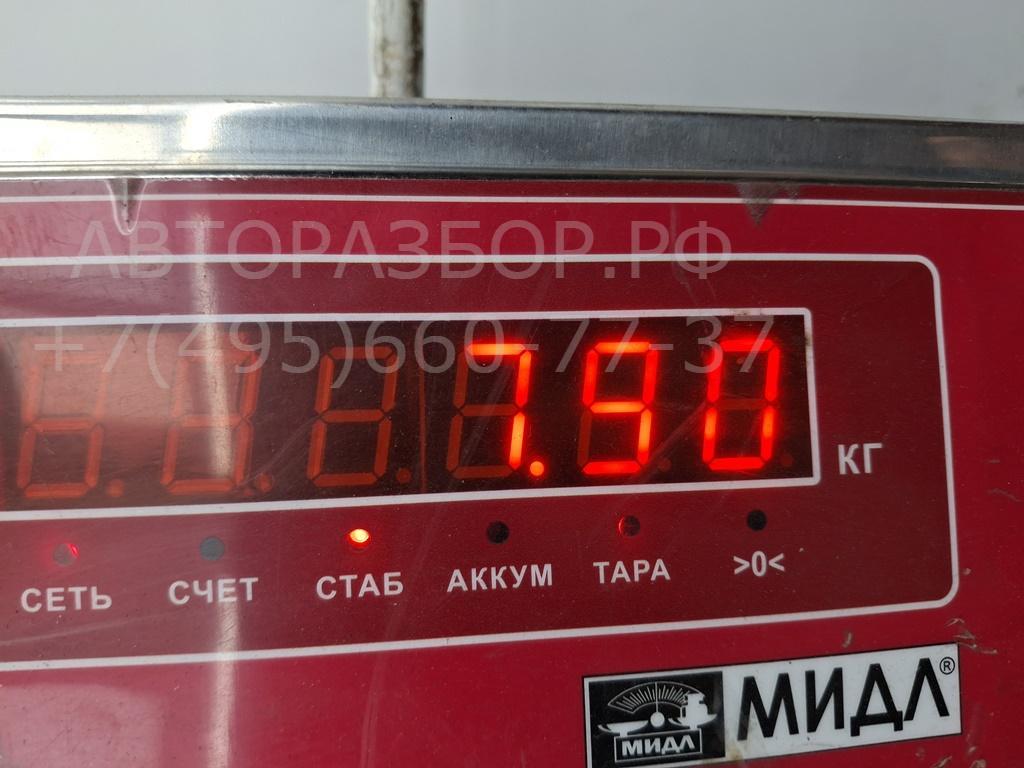 АВТОРАЗБОР.РФ
+7(495)660-77-37
7.90
КГ
СЕТЬ СЧЕТ СТАБ АККУМ ТАРА >0<
МИДЛ МИДЛ®